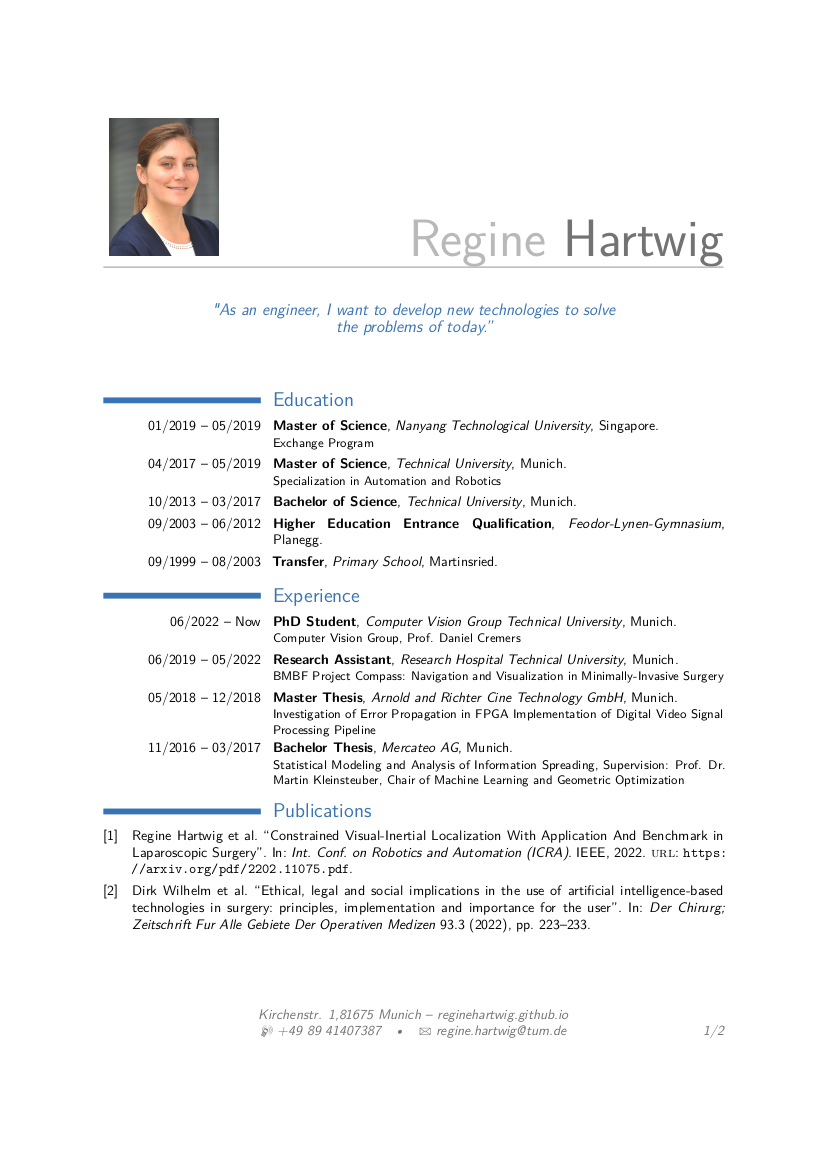 Regine Hartwig
"As an engineer, I want to develop new technologies to solve
the problems of today."
Education
01/2019 – 05/2019 Master of Science, Nanyang Technological University, Singapore.
Exchange Program
04/2017 – 05/2019 Master of Science, Technical University, Munich.
Specialization in Automation and Robotics
10/2013 – 03/2017 Bachelor of Science, Technical University, Munich.
09/2003 – 06/2012 Higher Education Entrance Qualification, Feodor-Lynen-Gymnasium,
Planegg.
09/1999 – 08/2003 Transfer, Primary School, Martinsried.
Experience
06/2022 – Now PhD Student, Computer Vision Group Technical University, Munich.
Computer Vision Group, Prof. Daniel Cremers
06/2019 – 05/2022 Research Assistant, Research Hospital Technical University, Munich.
BMBF Project Compass: Navigation and Visualization in Minimally-Invasive Surgery
05/2018 – 12/2018 Master Thesis, Arnold and Richter Cine Technology GmbH, Munich.
Investigation of Error Propagation in FPGA Implementation of Digital Video Signal
Processing Pipeline
11/2016 – 03/2017 Bachelor Thesis, Mercateo AG, Munich.
Statistical Modeling and Analysis of Information Spreading, Supervision: Prof. Dr.
Martin Kleinsteuber, Chair of Machine Learning and Geometric Optimization
Publications
[1] Regine Hartwig et al. “Constrained Visual-Inertial Localization With Application And Benchmark in
Laparoscopic Surgery”. In: Int. Conf. on Robotics and Automation (ICRA). IEEE, 2022. URL: https:
//arxiv.org/pdf/2202.11075.pdf.
[2] Dirk Wilhelm et al. “Ethical, legal and social implications in the use of artificial intelligence-based
technologies in surgery: principles, implementation and importance for the user”. In: Der Chirurg;
Zeitschrift Fur Alle Gebiete Der Operativen Medizen 93.3 (2022), pp. 223–233.
Kirchenstr. 1,81675 Munich – reginehartwig.github.io
+49 89 41407387 • regine.hartwig@tum.de 1/2